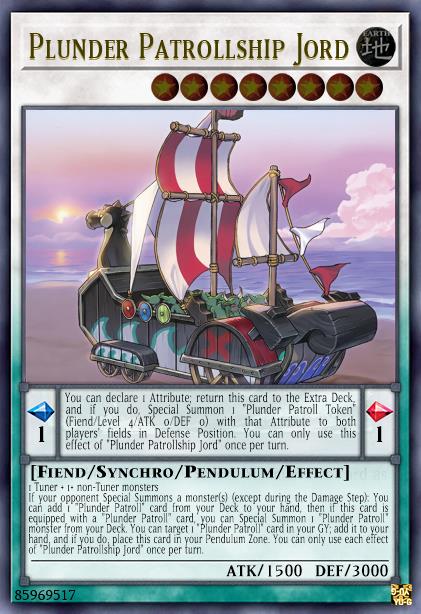 Plunder Patrollship Jord
EARTH
地
You can declare 1 Attribute; return this card to the Extra Deck,
and if you do, Special Summon 1 "Plunder Patroll Token"
(Fiend/Level 4/ATK 0/DEF 0) with that Attribute to both
players' fields in Defense Position. You can only use this
effect of "Plunder Patrollship Jord" once per turn.
1
1
[Fiend/Synchro/Pendulum/Effect]
1 Tuner + 1+ non-Tuner monsters
If your opponent Special Summons a monster(s) (except during the Damage Step): You
can add 1 "Plunder Patroll" card from your Deck to your hand, then if this card is
equipped with a "Plunder Patroll" card, you can Special Summon 1 "Plunder Patroll"
monster from your Deck. You can target 1 "Plunder Patroll" card in your GY; add it to your
hand, and if you do, place this card in your Pendulum Zone. You can only use each effect
of "Plunder Patrollship Jord" once per turn.
ATK/1500 DEF/3000
85969517